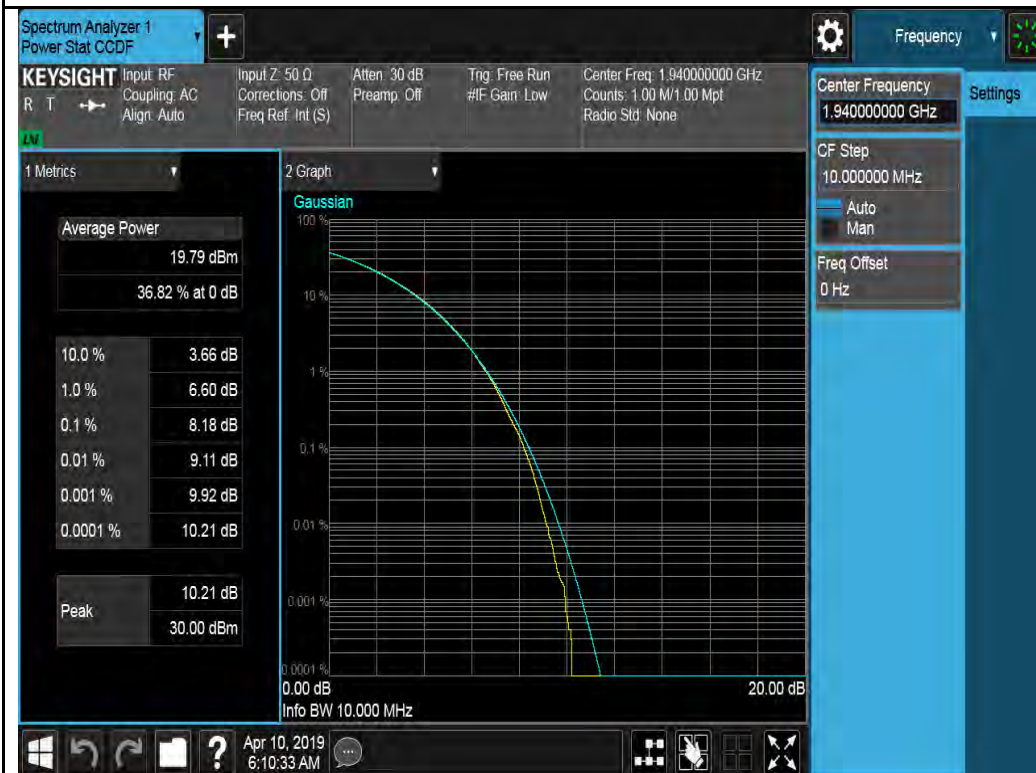 Spectrum Analyzer 1
Power Stat CCDF
Frequency
KEYSIGHT
R T
Input: RF
Coupling: AC
Align: Auto
Input Z: 50 Ω
Corrections: Off
Freq Ref: Int (S)
Atten: 30 dB
Preamp: Off
Trig: Free Run
#IF Gain: Low
Center Freq: 1.940000000 GHz
Counts: 1.00 M/1.00 Mpt
Radio Std: None
Center Frequency
1.940000000 GHz
Settings
CF Step
10.000000 MHz
Auto
Man
Freq Offset
0 Hz
1 Metrics
Average Power
19.79 dBm
36.82 % at 0 dB
10.0 % 3.66 dB
1.0 % 6.60 dB
0.1 % 8.18 dB
0.01 % 9.11 dB
0.001 % 9.92 dB
0.0001 % 10.21 dB
Peak
10.21 dB
30.00 dBm
2 Graph
Gaussian
100 %
10 %
1 %
0.1 %
0.01 %
0.001 %
0.0001 %
0.00 dB 20.00 dB
Info BW 10.000 MHz
Apr 10, 2019
6:10:33 AM